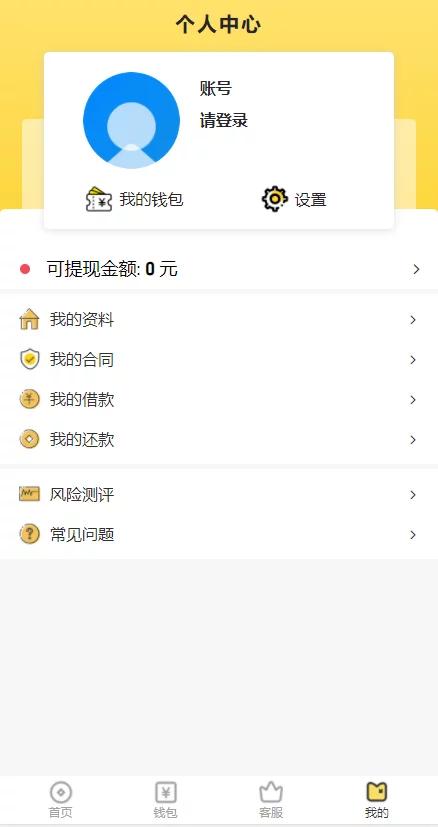 个人中心
账号
请登录
我的钱包
设置
可提现金额: 0 元
我的资料
我的合同
我的借款
我的还款
风险测评
常见问题
首页
钱包
客服
我的